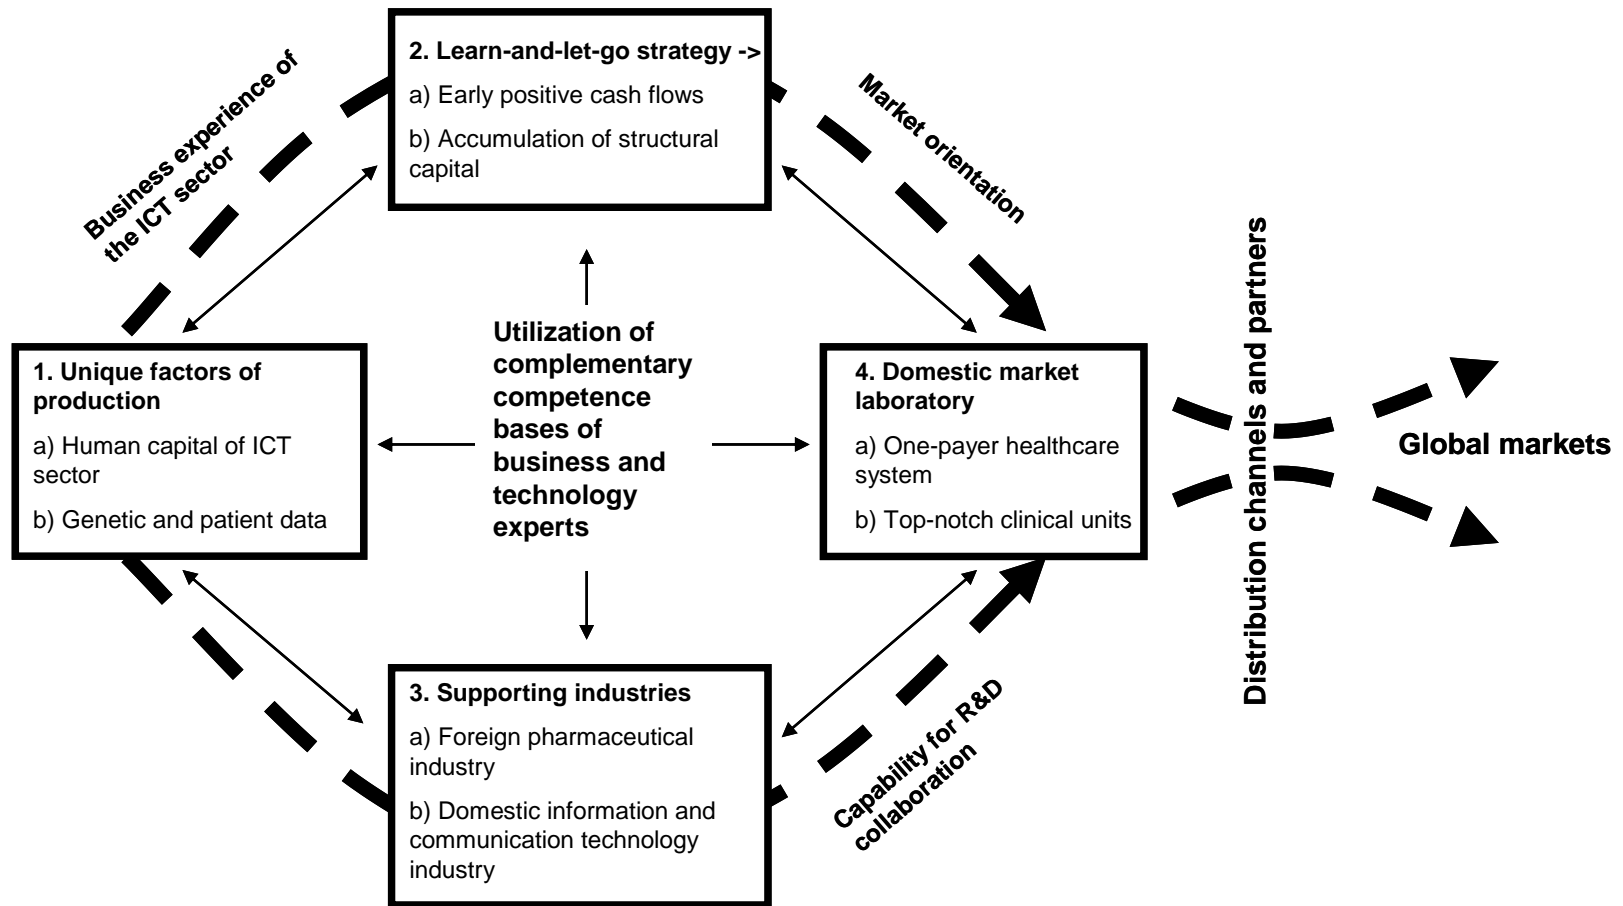 2. Learn-and-let-go strategy ->
a) Early positive cash flows
b) Accumulation of structural
capital
Business experience of
the ICT sector
Market orientation
1. Unique factors of
production
a) Human capital of ICT
sector
b) Genetic and patient data
Utilization of
complementary
competence
bases of
business and
technology
experts
4. Domestic market
laboratory
a) One-payer healthcare
system
b) Top-notch clinical units
Distribution channels and partners
Global markets
3. Supporting industries
a) Foreign pharmaceutical
industry
b) Domestic information and
communication technology
industry
Capability for R&D
collaboration